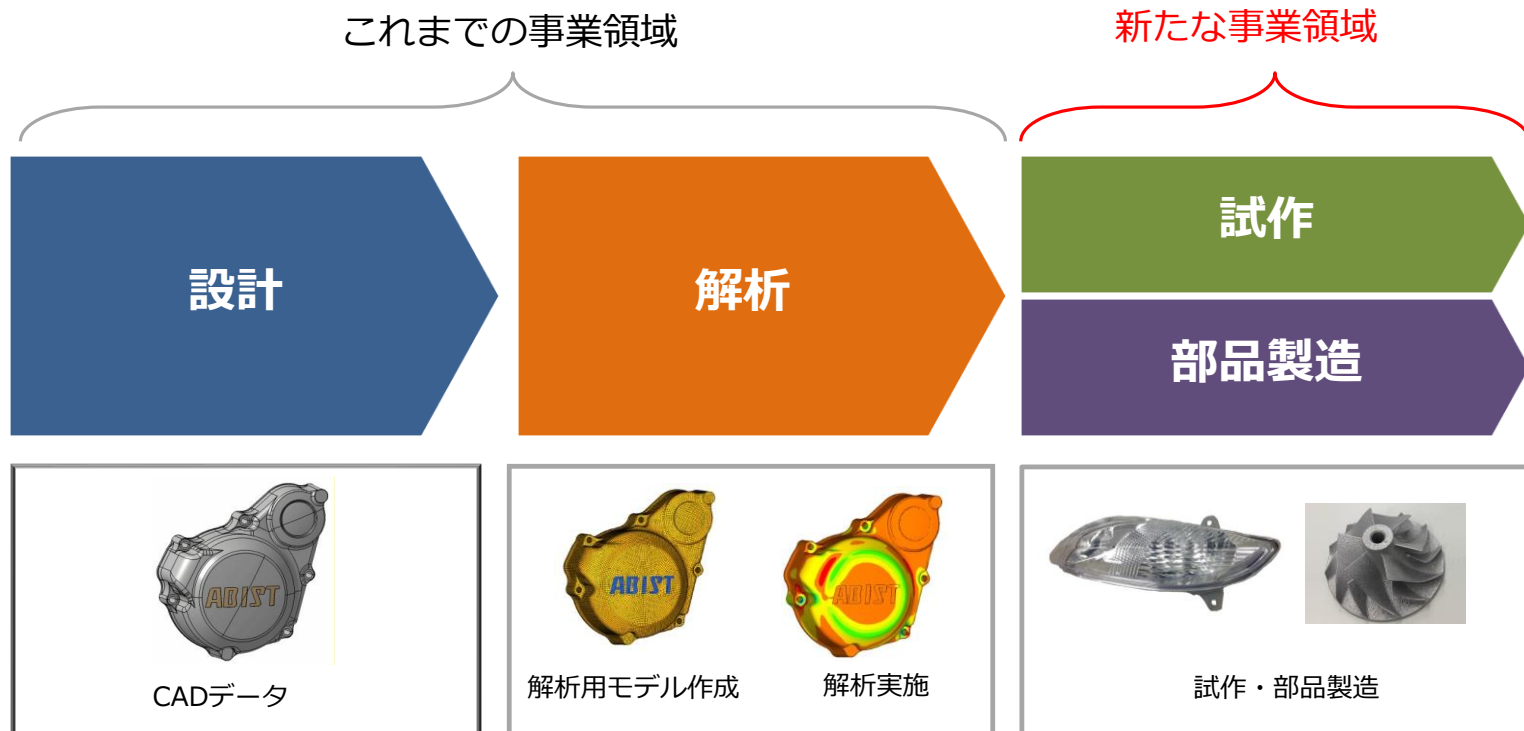 これまでの事業領域
新たな事業領域
設計
解析
試作
部品製造
ABIST
ABIST
ABIST
CADデータ
解析用モデル作成
解析実施
試作・部品製造